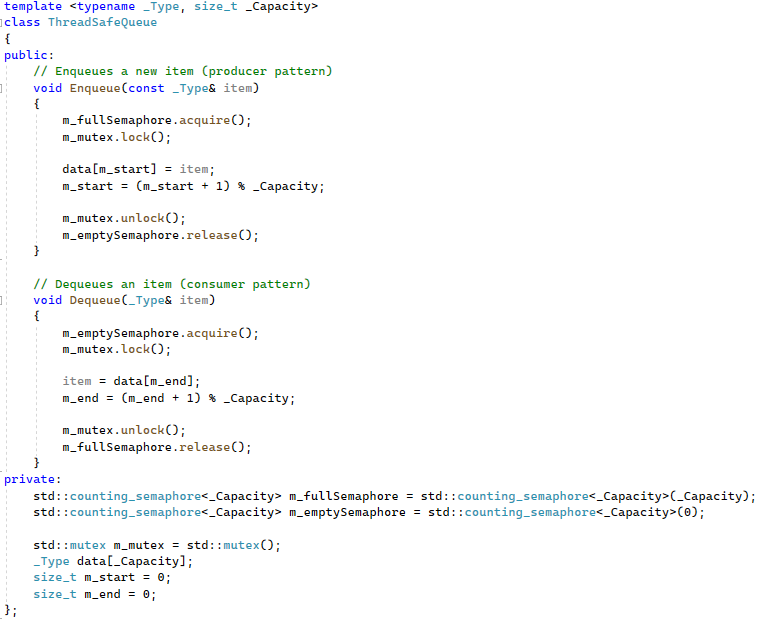 template <typename _Type, size_t _Capacity>
class ThreadSafeQueue
{
public:
    // Enqueues a new item (producer pattern)
    void Enqueue(const _Type& item)
    {
        m_fullSemaphore.acquire();
        m_mutex.lock();

        data[m_start] = item;
        m_start = (m_start + 1) % _Capacity;

        m_mutex.unlock();
        m_emptySemaphore.release();
    }

    // Dequeues an item (consumer pattern)
    void Dequeue(_Type& item)
    {
        m_emptySemaphore.acquire();
        m_mutex.lock();

        item = data[m_end];
        m_end = (m_end + 1) % _Capacity;

        m_mutex.unlock();
        m_fullSemaphore.release();
    }
private:
    std::counting_semaphore<_Capacity> m_fullSemaphore = std::counting_semaphore<_Capacity>(_Capacity);
    std::counting_semaphore<_Capacity> m_emptySemaphore = std::counting_semaphore<_Capacity>(0);

    std::mutex m_mutex = std::mutex();
    _Type data[_Capacity];
    size_t m_start = 0;
    size_t m_end = 0;
};